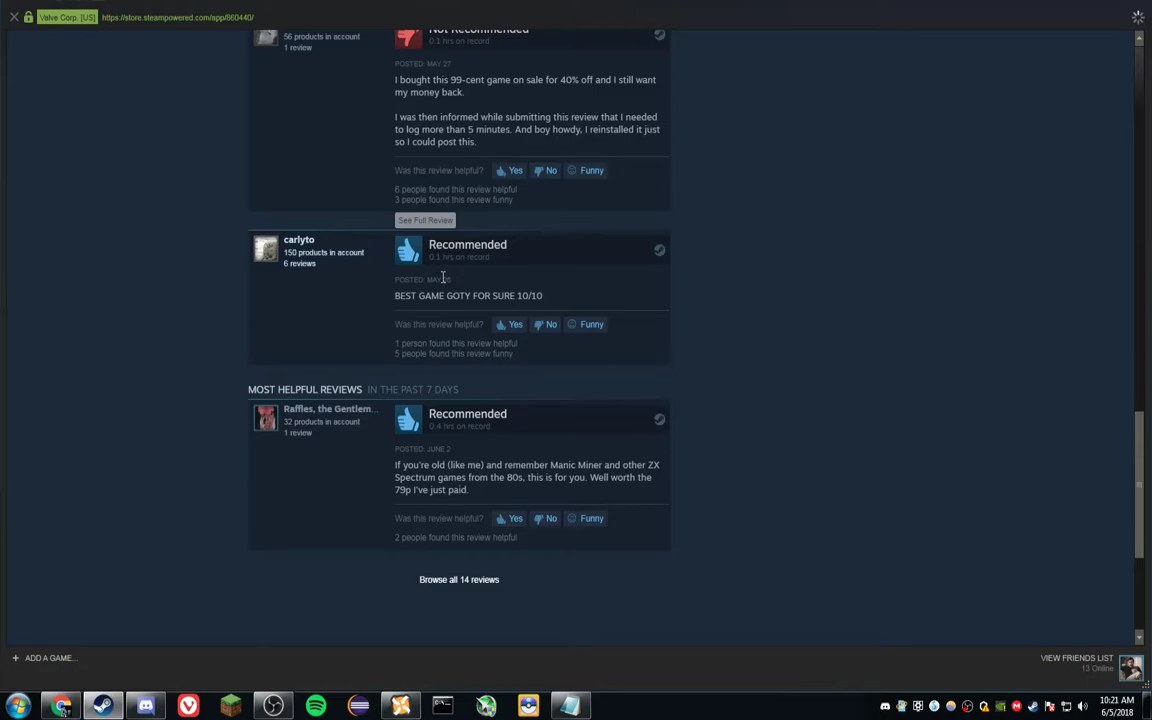 Valve Corp. [US] https://store.steampowered.com/app/860440/
56 products in account
1 review
Not Recommended
0.1 hrs on record
POSTED: MAY 27
I bought this 99-cent game on sale for 40% off and I still want
my money back.
I was then informed while submitting this review that I needed
to log more than 5 minutes. And boy howdy, I reinstalled it just
so I could post this.
Was this review helpful? Yes No Funny
6 people found this review helpful
3 people found this review funny
See Full Review
carlyto
150 products in account
6 reviews
Recommended
0.1 hrs on record
POSTED: MAY
BEST GAME GOTY FOR SURE 10/10
Was this review helpful? Yes No Funny
1 person found this review helpful
5 people found this review funny
MOST HELPFUL REVIEWS IN THE PAST 7 DAYS
Raffles, the Gentlem...
32 products in account
1 review
Recommended
0.4 hrs on record
POSTED: JUNE 2
If you're old (like me) and remember Manic Miner and other ZX
Spectrum games from the 80s, this is for you. Well worth the
79p I've just paid.
Was this review helpful? Yes No Funny
2 people found this review helpful
Browse all 14 reviews
+ ADD A GAME...
VIEW FRIENDS LIST
13 Online
10:21 AM
6/5/2018